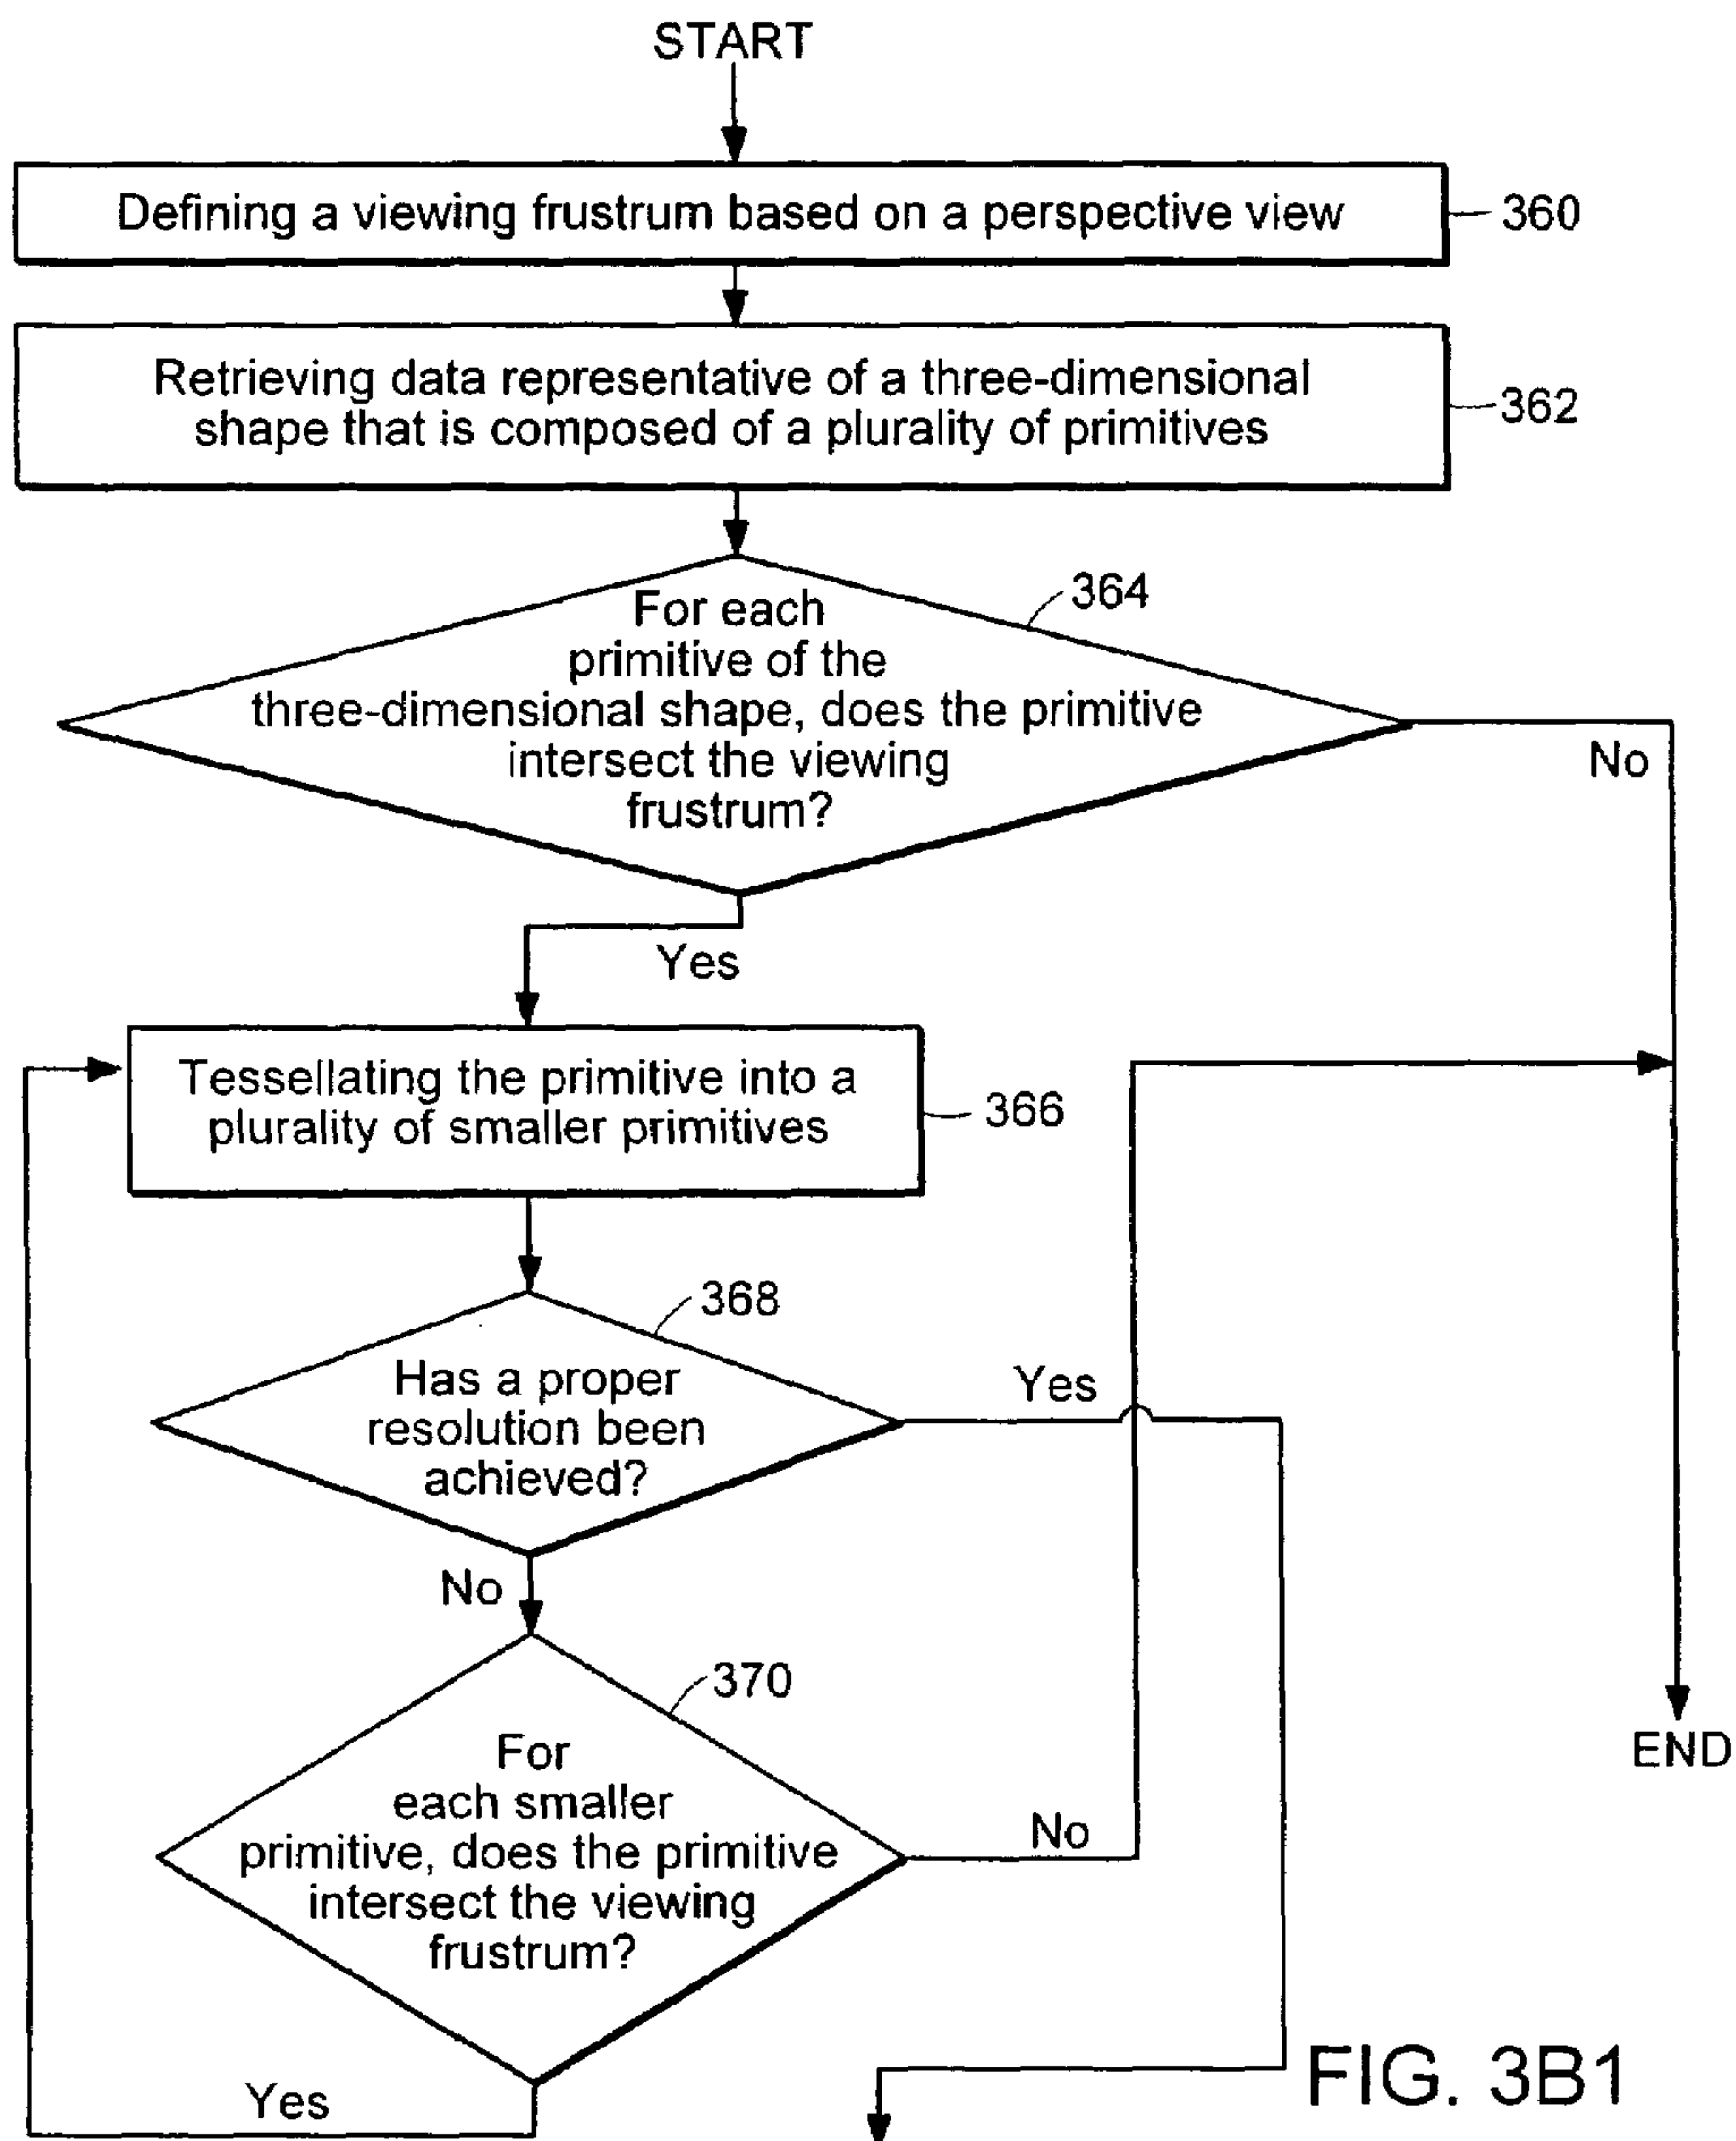 START
Defining a viewing frustrum based on a perspective view
360
Retrieving data representative of a three-dimensional
shape that is composed of a plurality of primitives
362
364
For each
primitive of the
three-dimensional shape, does the primitive
intersect the viewing
frustrum?
No
Yes
Tessellating the primitive into a
plurality of smaller primitives
366
368
Has a proper
resolution been
achieved?
Yes
No
370
For
each smaller
primitive, does the primitive
intersect the viewing
frustrum?
No
END
Yes
FIG. 3B1